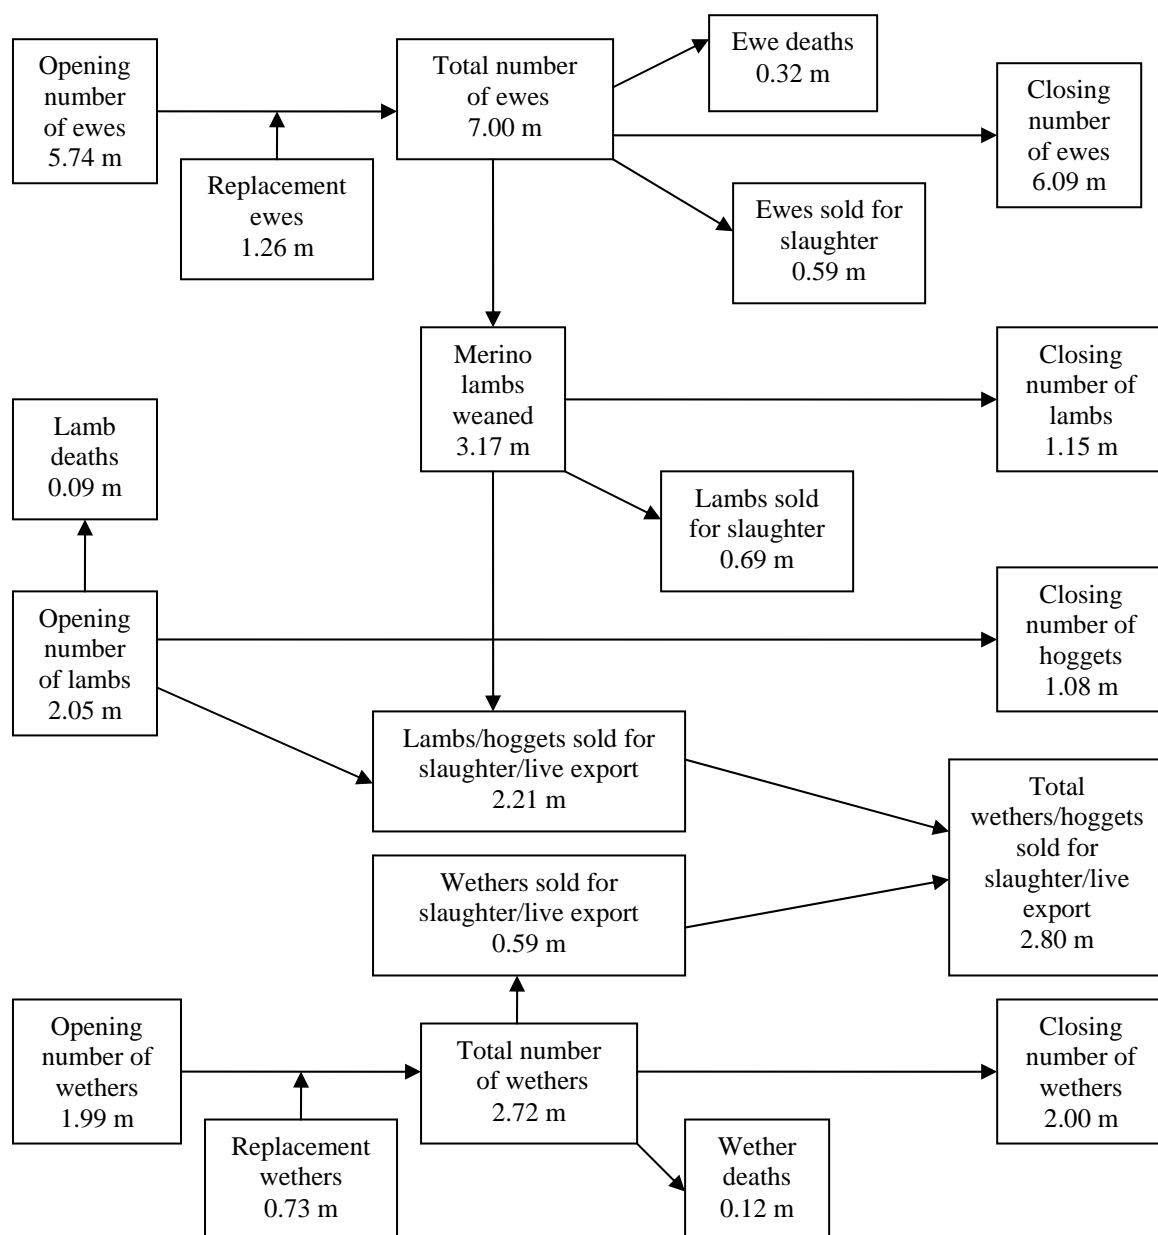 Opening
number
of ewes
5.74 m
Total number
of ewes
7.00 m
Ewe deaths
0.32 m
Closing
number
of ewes
6.09 m
Replacement
ewes
1.26 m
Ewes sold for
slaughter
0.59 m
Merino
lambs
weaned
3.17 m
Closing
number of
lambs
1.15 m
Lamb
deaths
0.09 m
Lambs sold
for slaughter
0.69 m
Opening
number
of lambs
2.05 m
Closing
number of
hoggets
1.08 m
Lambs/hoggets sold for
slaughter/live export
2.21 m
Total
wethers/hoggets
sold for
slaughter/live
export
2.80 m
Wethers sold for
slaughter/live export
0.59 m
Opening
number of
wethers
1.99 m
Total number
of wethers
2.72 m
Closing
number of
wethers
2.00 m
Replacement
wethers
0.73 m
Wether
deaths
0.12 m